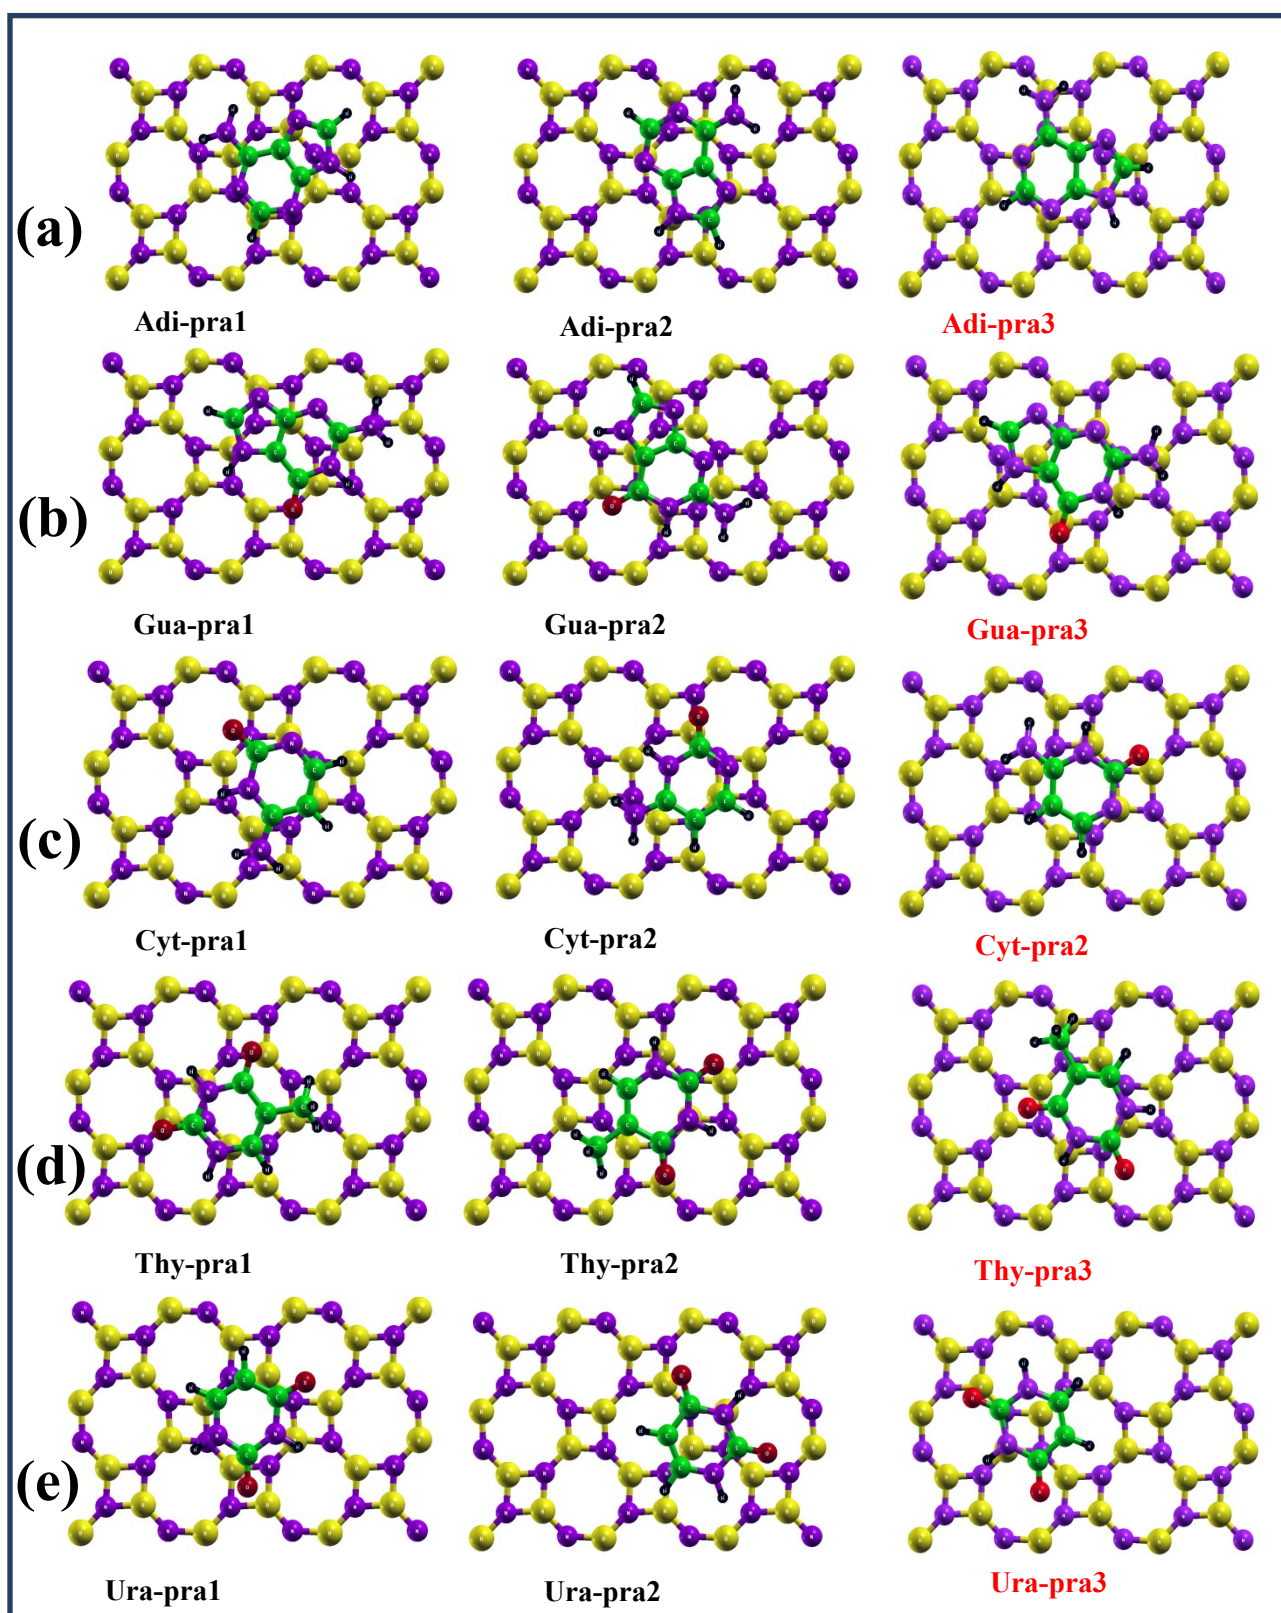 (a)
Adi-pra1 Adi-pra2 Adi-pra3
(b)
Gua-pra1 Gua-pra2 Gua-pra3
(c)
Cyt-pra1 Cyt-pra2 Cyt-pra2
(d)
Thy-pra1 Thy-pra2 Thy-pra3
(e)
Ura-pra1 Ura-pra2 Ura-pra3